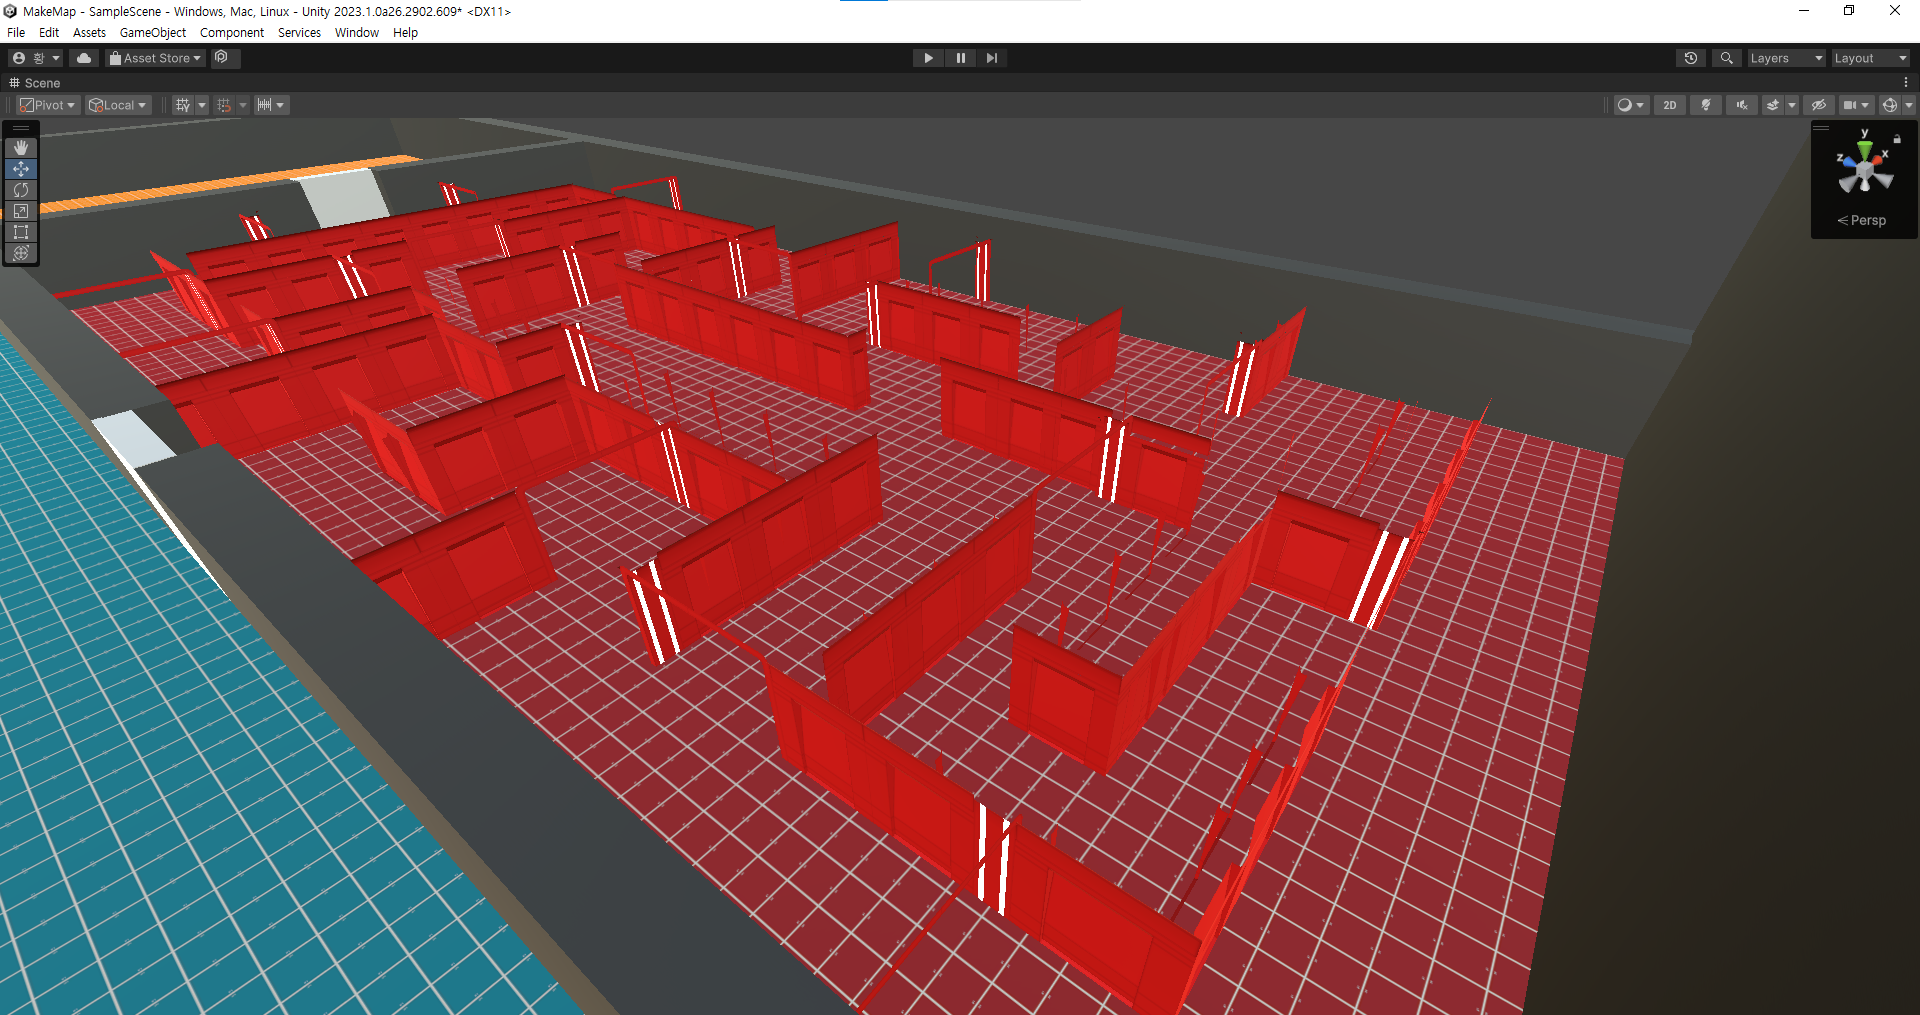 MakeMap - SampleScene - Windows, Mac, Linux - Unity 2023.1.0a26.2902.609* <DX11>
File Edit Assets GameObject Component Services Window Help
황 Asset Store Layers Layout
Scene
Pivot Local 2D
y
z x
Persp